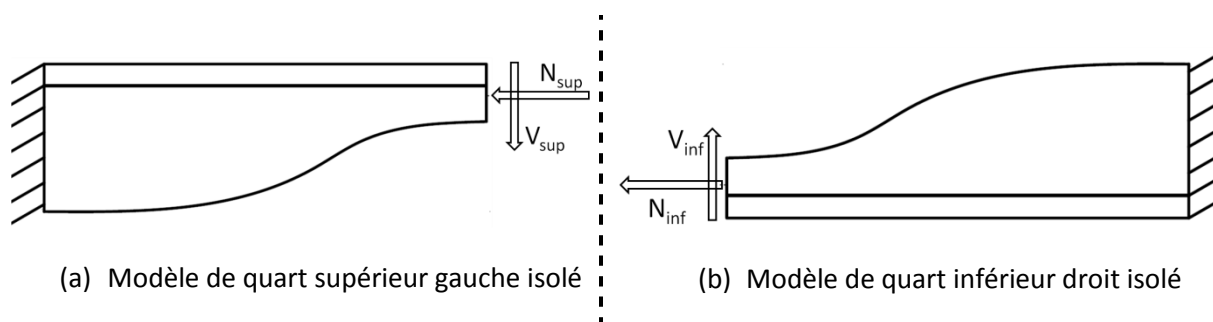 N_sup
V_sup
V_inf
N_inf
(a) Modèle de quart supérieur gauche isolé
(b) Modèle de quart inférieur droit isolé